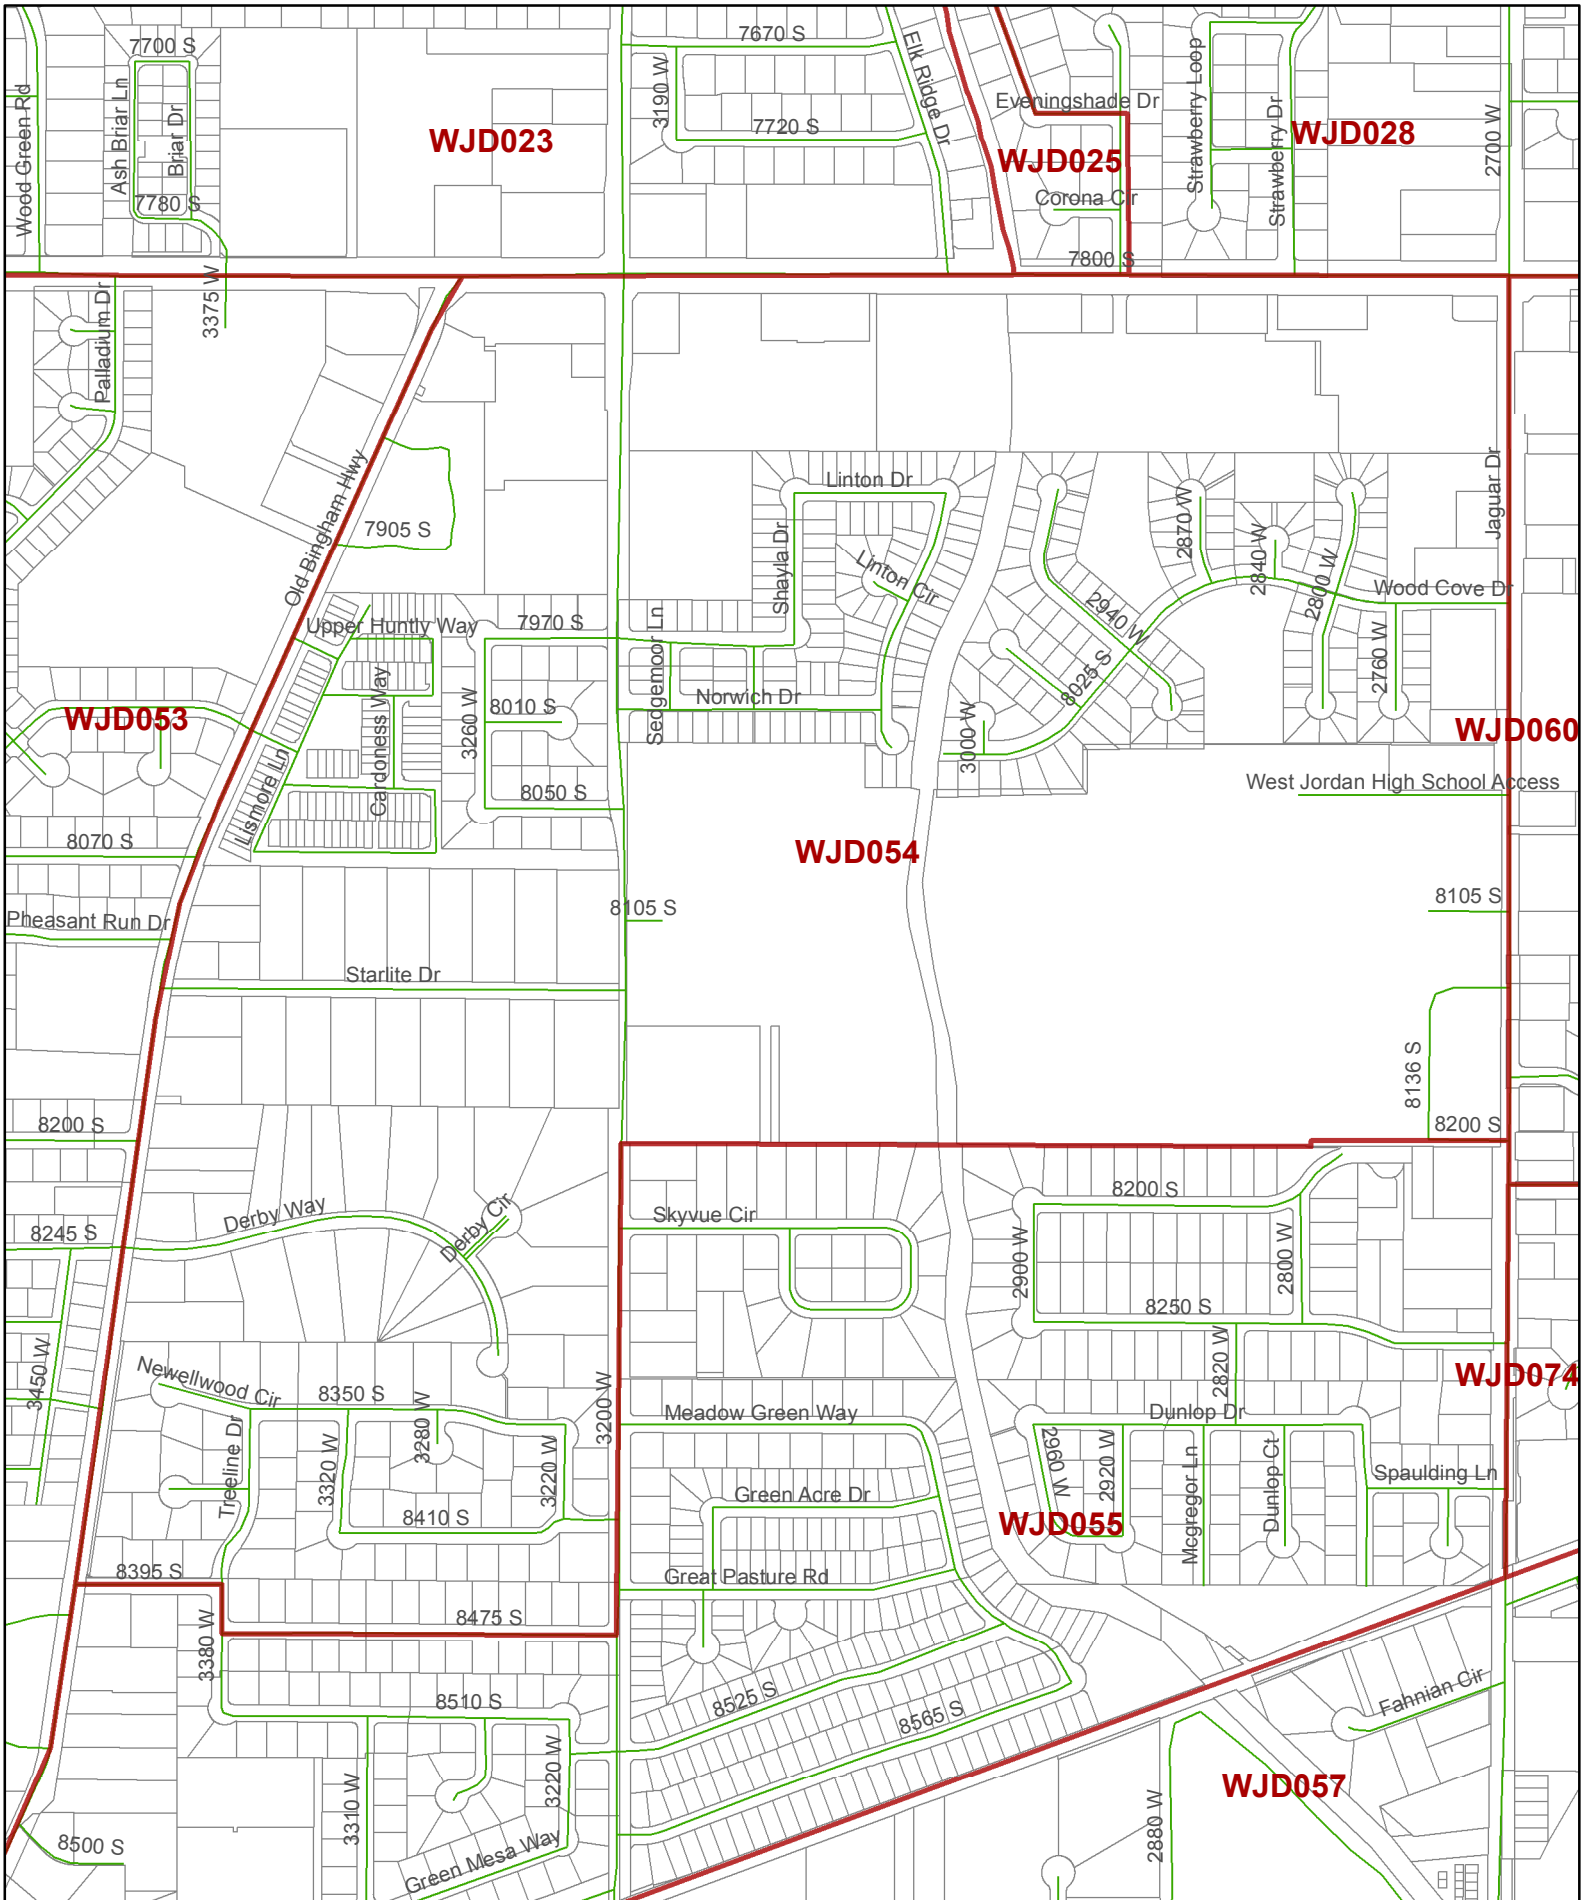 7700 S
7670 S
Elk Ridge Dr
Strawberry Loop
Wood Green Rd
Ash Briar Ln
Briar Dr
3190 W
7720 S
Eveningshade Dr
Strawberry Dr
2700 W
WJD023
WJD025
WJD028
7780 S
Corona Cir
7800 S
3375 W
Palladium Dr
Old Bingham Hwy
7905 S
Linton Dr
Shayla Dr
Linton Cir
2870 W
2840 W
2800 W
Jaguar Dr
Wood Cove Dr
2940 W
Upper Huntly Way
7970 S
Sedgemoor Ln
Norwich Dr
8025 S
2760 W
WJD053
Cardoness Way
3260 W
8010 S
3000 W
WJD060
Lismore Ln
8050 S
West Jordan High School Access
8070 S
WJD054
Pheasant Run Dr
8105 S
8105 S
Starlite Dr
8136 S
8200 S
8200 S
Derby Way
Derby Cir
8245 S
Skyvue Cir
8200 S
2900 W
2800 W
8250 S
3450 W
Newellwood Cir
8350 S
3280 W
3200 W
2820 W
WJD074
Meadow Green Way
Dunlop Dr
Treeline Dr
3320 W
3220 W
2960 W
2920 W
Mcgregor Ln
Dunlop Ct
Spaulding Ln
Green Acre Dr
8410 S
WJD055
8395 S
Great Pasture Rd
8475 S
3380 W
8510 S
8525 S
8565 S
Fahnian Cir
3310 W
3220 W
WJD057
2880 W
8500 S
Green Mesa Way